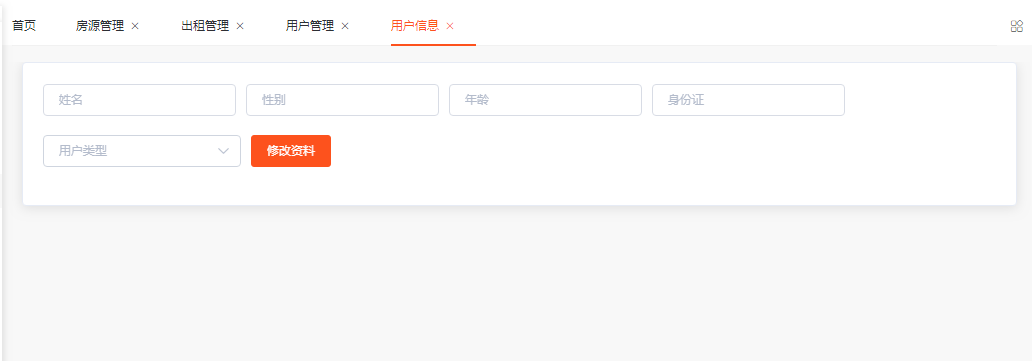 首页 房源管理 出租管理 用户管理 用户信息
姓名 性别 年龄 身份证
用户类型 修改资料